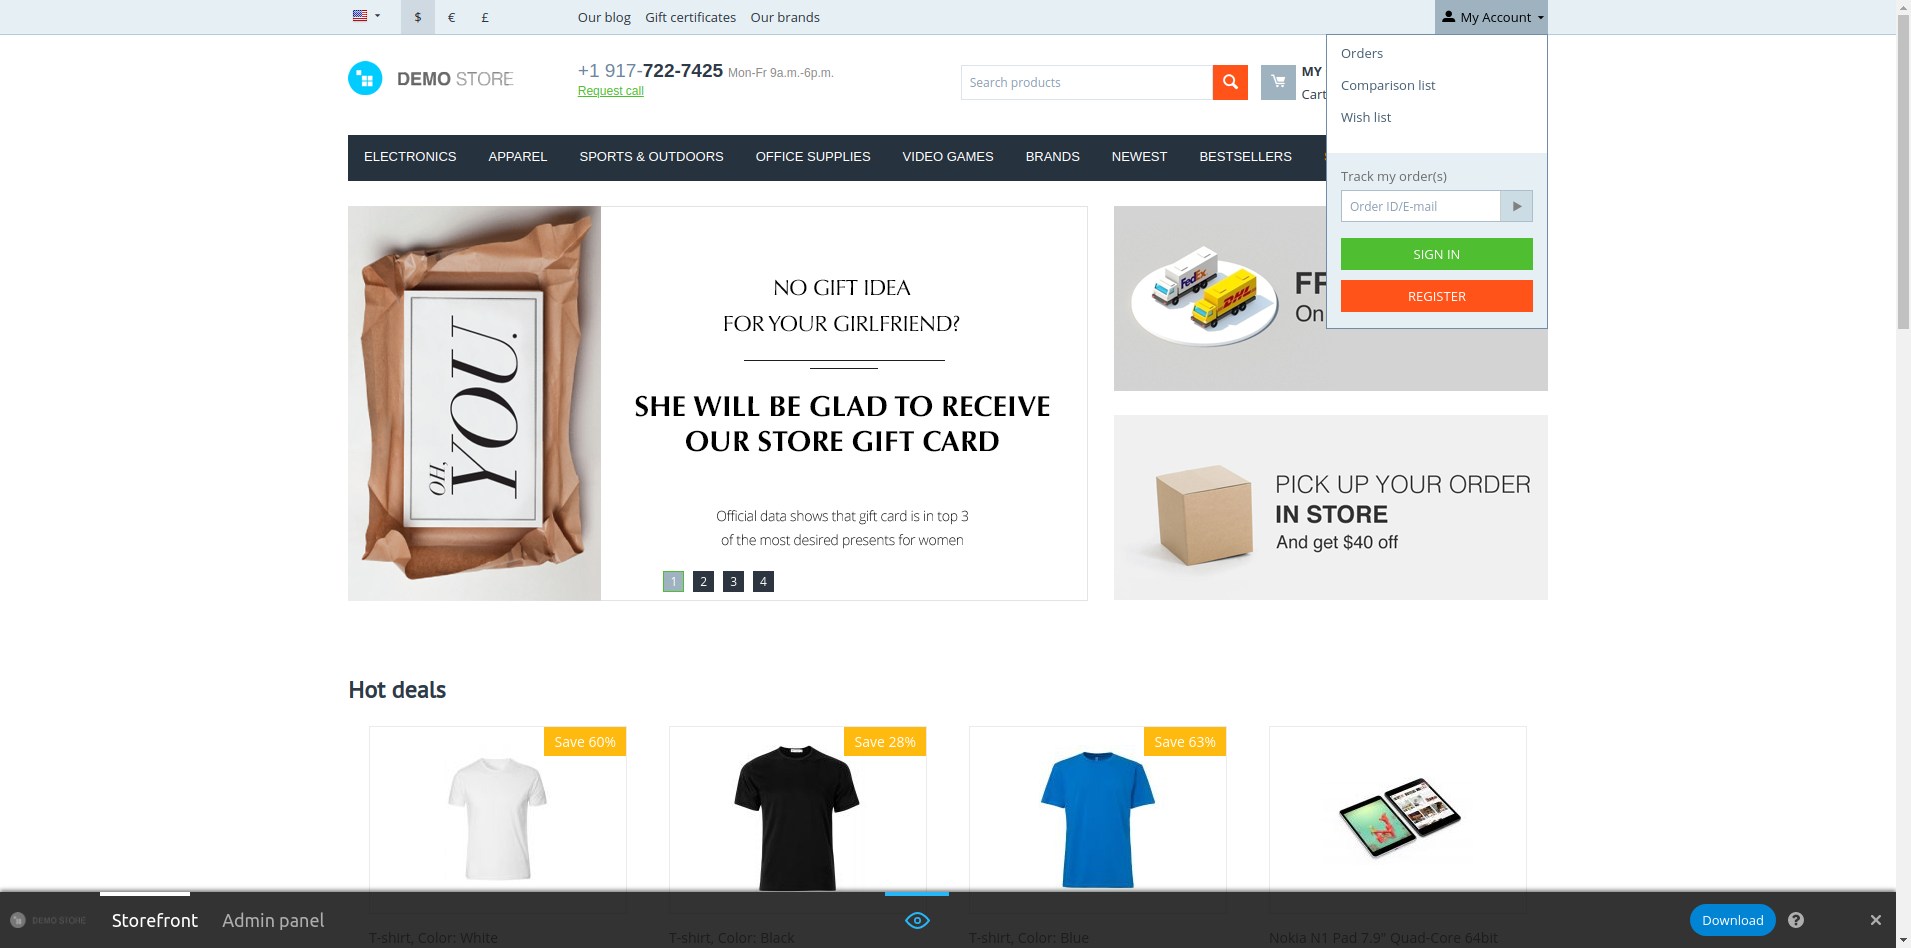 $ € £ Our blog Gift certificates Our brands My Account
Orders
Comparison list
Wish list
Track my order(s)
Order ID/E-mail
SIGN IN
REGISTER
DEMO STORE
+1 917-722-7425 Mon-Fr 9a.m.-6p.m.
Request call
Search products
MY
Cart
ELECTRONICS APPAREL SPORTS & OUTDOORS OFFICE SUPPLIES VIDEO GAMES BRANDS NEWEST BESTSELLERS
OH,
YOU.
NO GIFT IDEA
FOR YOUR GIRLFRIEND?
SHE WILL BE GLAD TO RECEIVE
OUR STORE GIFT CARD
Official data shows that gift card is in top 3
of the most desired presents for women
1 2 3 4
FedEx
DHL
FR
On
PICK UP YOUR ORDER
IN STORE
And get $40 off
Hot deals
Save 60%
Save 28%
Save 63%
T-shirt, Color: White
T-shirt, Color: Black
T-shirt, Color: Blue
Nokia N1 Pad 7.9" Quad-Core 64bit
DEMO STORE Storefront Admin panel Download ?